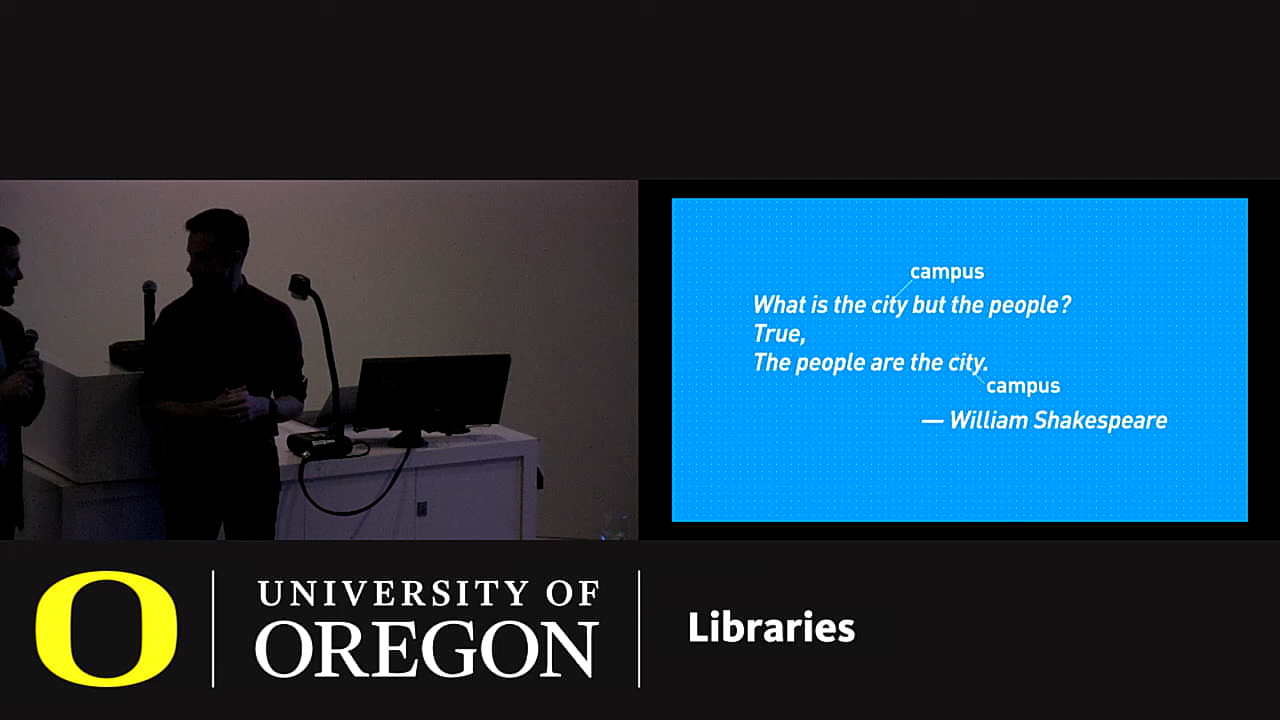 campus
What is the city but the people?
True,
The people are the city.
campus
— William Shakespeare
UNIVERSITY OF
OREGON
Libraries